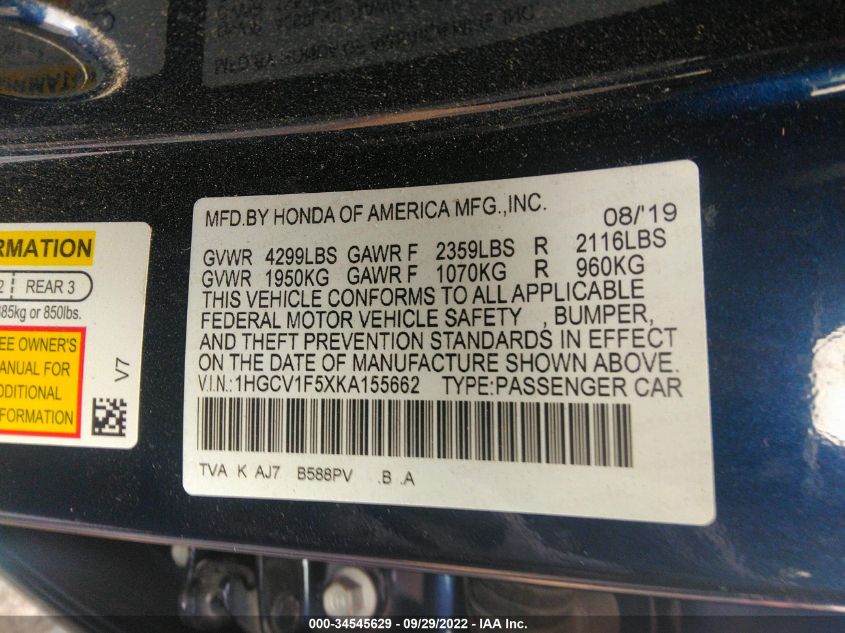 MFD.BY HONDA OF AMERICA MFG.,INC. 08/'19
GVWR 4299LBS GAWR F 2359LBS R 2116LBS
GVWR 1950KG GAWR F 1070KG R 960KG
THIS VEHICLE CONFORMS TO ALL APPLICABLE
FEDERAL MOTOR VEHICLE SAFETY , BUMPER,
AND THEFT PREVENTION STANDARDS IN EFFECT
ON THE DATE OF MANUFACTURE SHOWN ABOVE.
V.I.N.:1HGCV1F5XKA155662 TYPE:PASSENGER CAR
TVA K AJ7 B588PV .B .A
RMATION
2 REAR 3
385kg or 850lbs.
EE OWNER'S
MANUAL FOR
DDITIONAL
FORMATION
V7
000-34545629 - 09/29/2022 - IAA Inc.